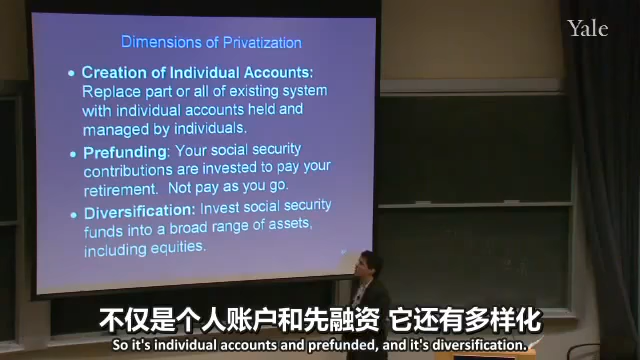 Yale
Dimensions of Privatization
• Creation of Individual Accounts:
Replace part or all of existing system
with individual accounts held and
managed by individuals.
• Prefunding: Your social security
contributions are invested to pay your
retirement. Not pay as you go.
• Diversification: Invest social security
funds into a broad range of assets,
including equities.
不仅是个人账户和先融资 它还有多样化
So it's individual accounts and prefunded, and it's diversification.